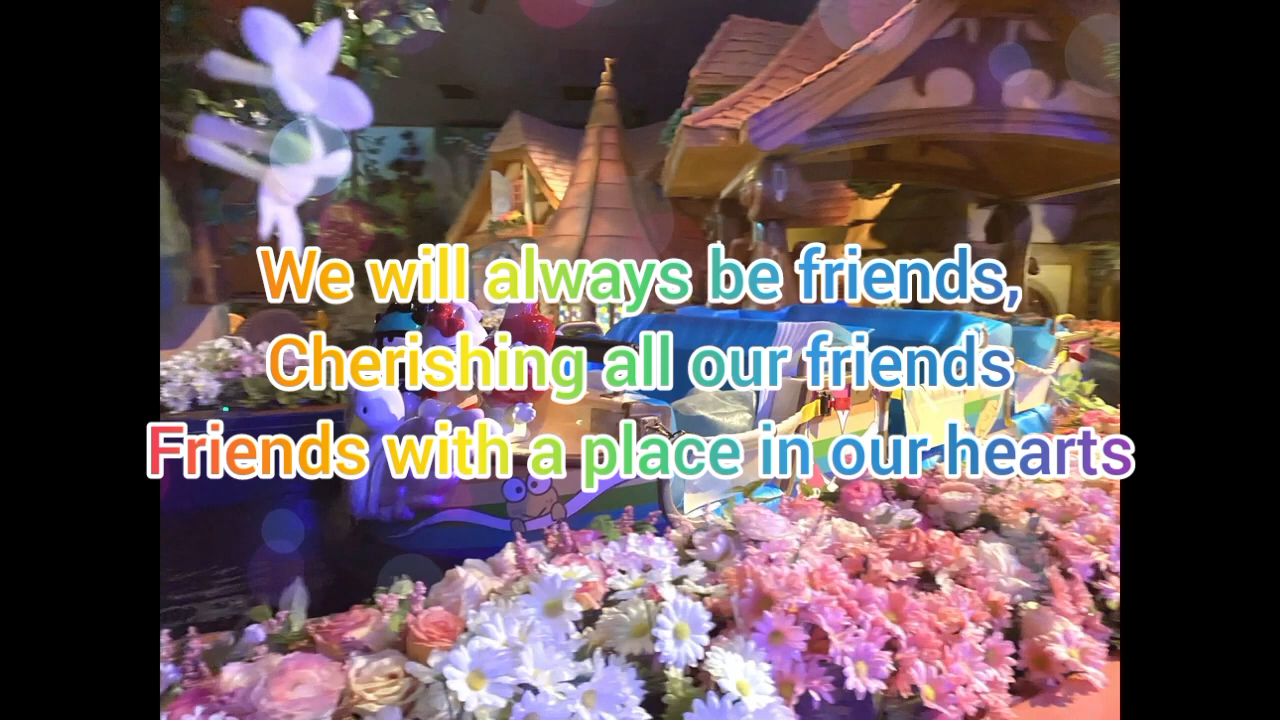 We will always be friends,
Cherishing all our friends
Friends with a place in our hearts